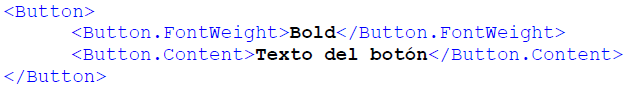 <Button>
<Button.FontWeight>Bold</Button.FontWeight>
<Button.Content>Texto del botón</Button.Content>
</Button>